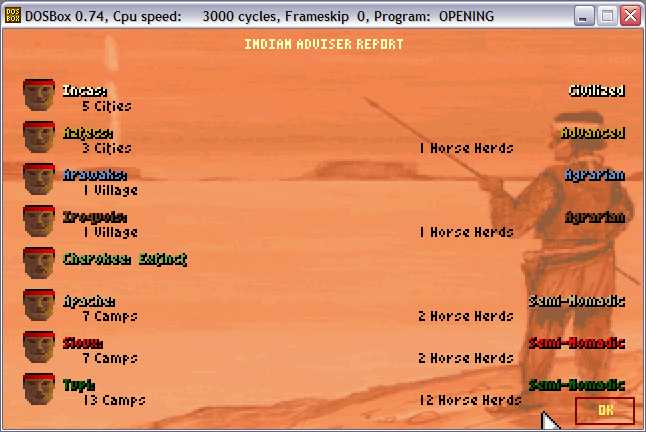 DOS
BOX
DOSBox 0.74, Cpu speed: 3000 cycles, Frameskip 0, Program: OPENING
INDIAN ADVISER REPORT
Incas: Civilized
5 Cities
Aztecs: Advanced
3 Cities 1 Horse Herds
Arawaks: Agrarian
1 Village
Iroquois: Agrarian
1 Village 1 Horse Herds
Cherokee: Extinct
Apache: Semi-Nomadic
7 Camps 2 Horse Herds
Sioux: Semi-Nomadic
7 Camps 2 Horse Herds
Tupi: Semi-Nomadic
13 Camps 12 Horse Herds
OK